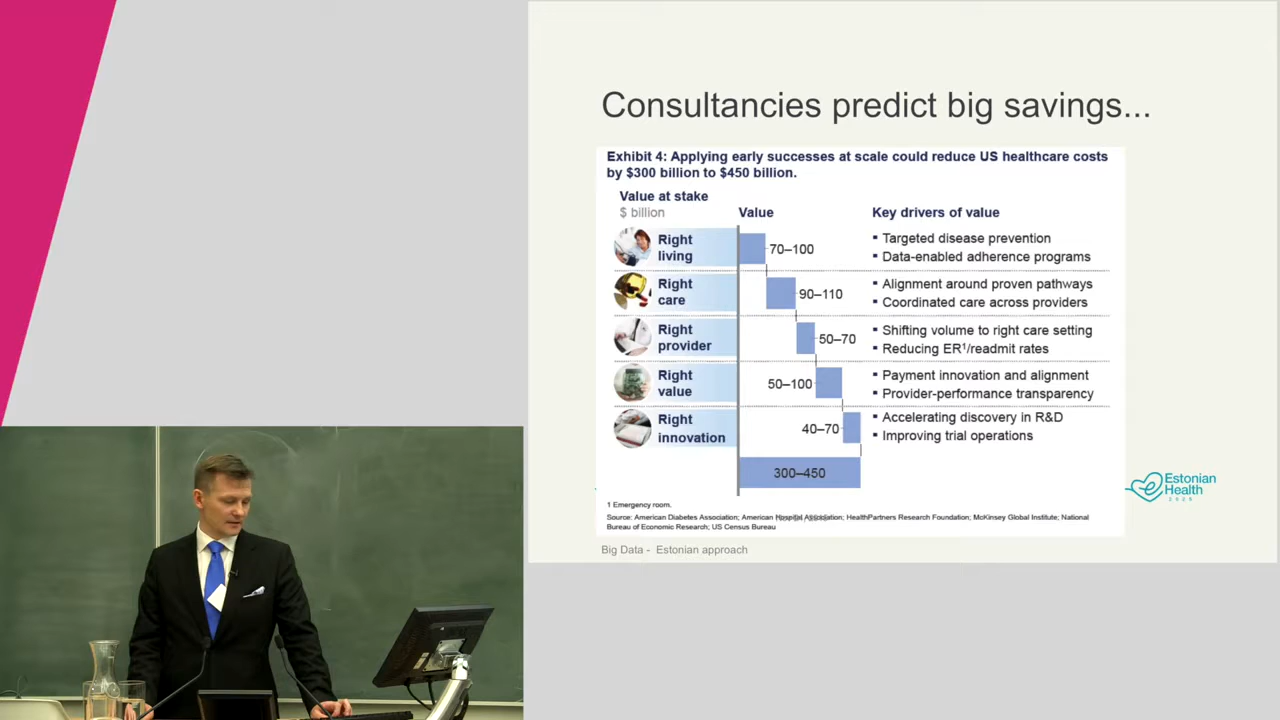 Consultancies predict big savings...
Exhibit 4: Applying early successes at scale could reduce US healthcare costs
by $300 billion to $450 billion.
Value at stake
$ billion
Value
Key drivers of value
Right
living
70–100
▪ Targeted disease prevention
▪ Data-enabled adherence programs
Right
care
90–110
▪ Alignment around proven pathways
▪ Coordinated care across providers
Right
provider
50–70
▪ Shifting volume to right care setting
▪ Reducing ER¹/readmit rates
Right
value
50–100
▪ Payment innovation and alignment
▪ Provider-performance transparency
Right
innovation
40–70
▪ Accelerating discovery in R&D
▪ Improving trial operations
300–450
1 Emergency room.
Source: American Diabetes Association; American Hospital Association; HealthPartners Research Foundation; McKinsey Global Institute; National
Bureau of Economic Research; US Census Bureau
Estonian
Health
2025
Big Data - Estonian approach